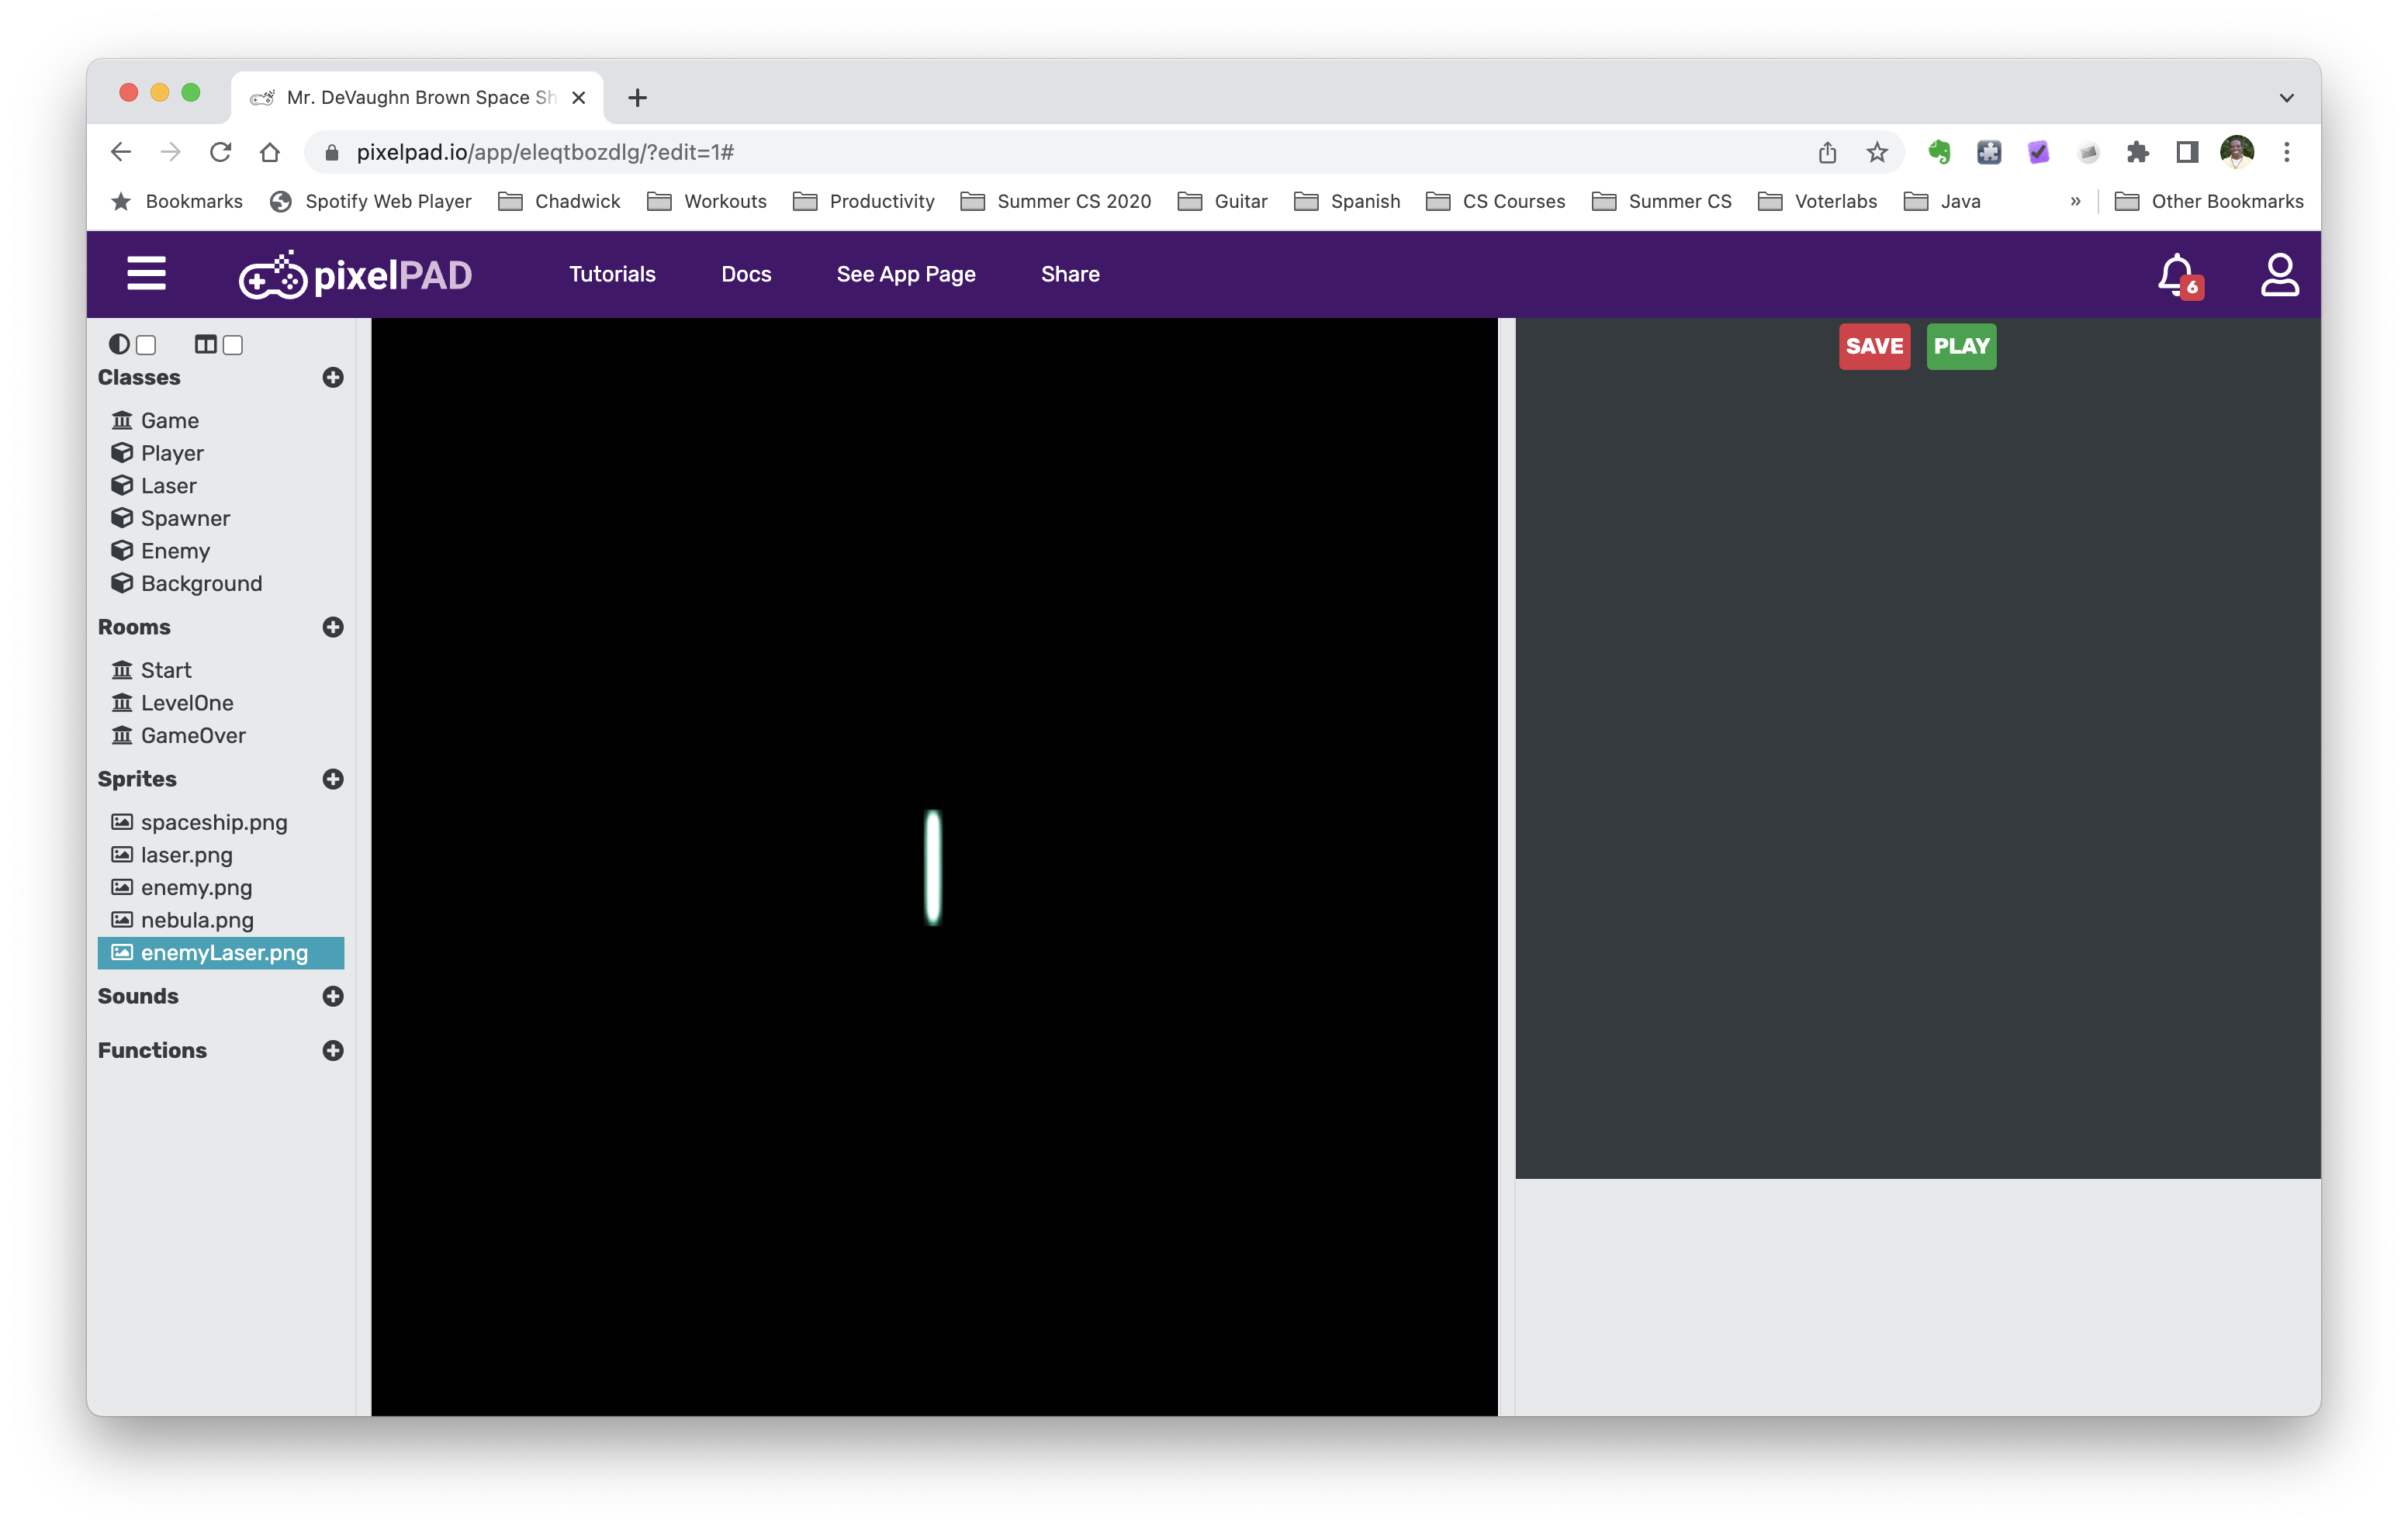 Mr. DeVaughn Brown Space Sh
pixelpad.io/app/eleqtbozdlg/?edit=1#
Bookmarks Spotify Web Player Chadwick Workouts Productivity Summer CS 2020 Guitar Spanish CS Courses Summer CS Voterlabs Java » Other Bookmarks
pixelPAD Tutorials Docs See App Page Share 6
SAVE PLAY
Classes
Game
Player
Laser
Spawner
Enemy
Background
Rooms
Start
LevelOne
GameOver
Sprites
spaceship.png
laser.png
enemy.png
nebula.png
enemyLaser.png
Sounds
Functions